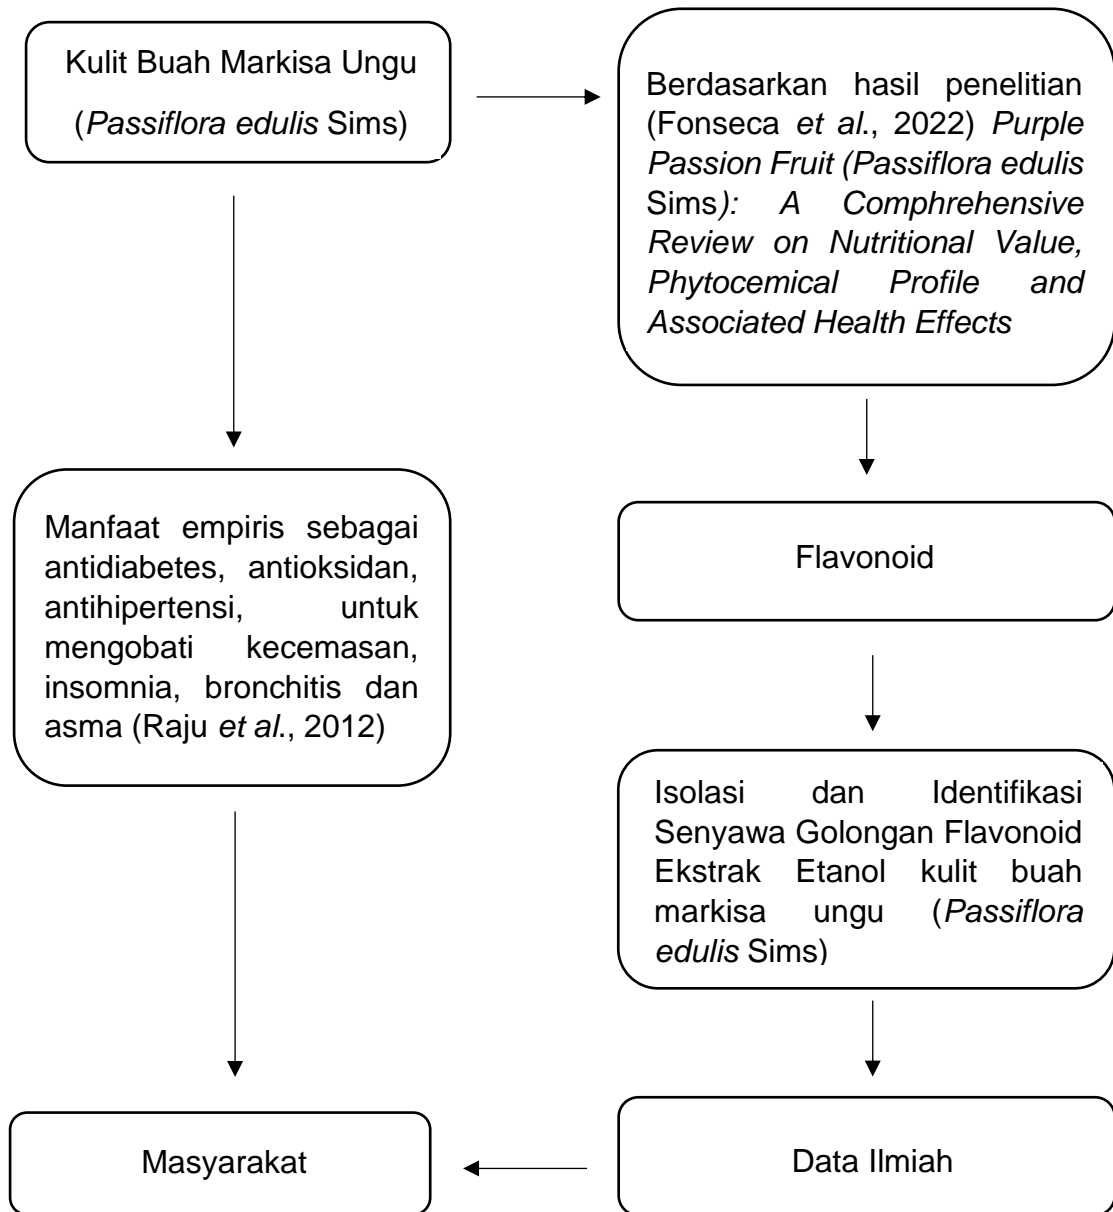 Kulit Buah Markisa Ungu
(Passiflora edulis Sims)
Berdasarkan hasil penelitian
(Fonseca et al., 2022) Purple
Passion Fruit (Passiflora edulis
Sims): A Comphrehensive
Review on Nutritional Value,
Phytocemical Profile and
Associated Health Effects
Manfaat empiris sebagai
antidiabetes, antioksidan,
antihipertensi, untuk
mengobati kecemasan,
insomnia, bronchitis dan
asma (Raju et al., 2012)
Flavonoid
Isolasi dan Identifikasi
Senyawa Golongan Flavonoid
Ekstrak Etanol kulit buah
markisa ungu (Passiflora
edulis Sims)
Masyarakat
Data Ilmiah